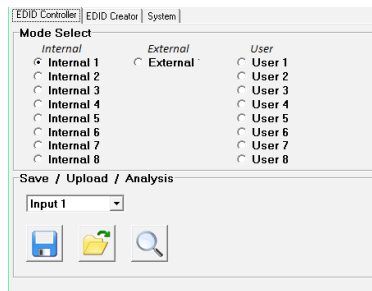 EDID Controller EDID Creator System
Mode Select
Internal External User
Internal 1 External User 1
Internal 2 User 2
Internal 3 User 3
Internal 4 User 4
Internal 5 User 5
Internal 6 User 6
Internal 7 User 7
Internal 8 User 8
Save / Upload / Analysis
Input 1